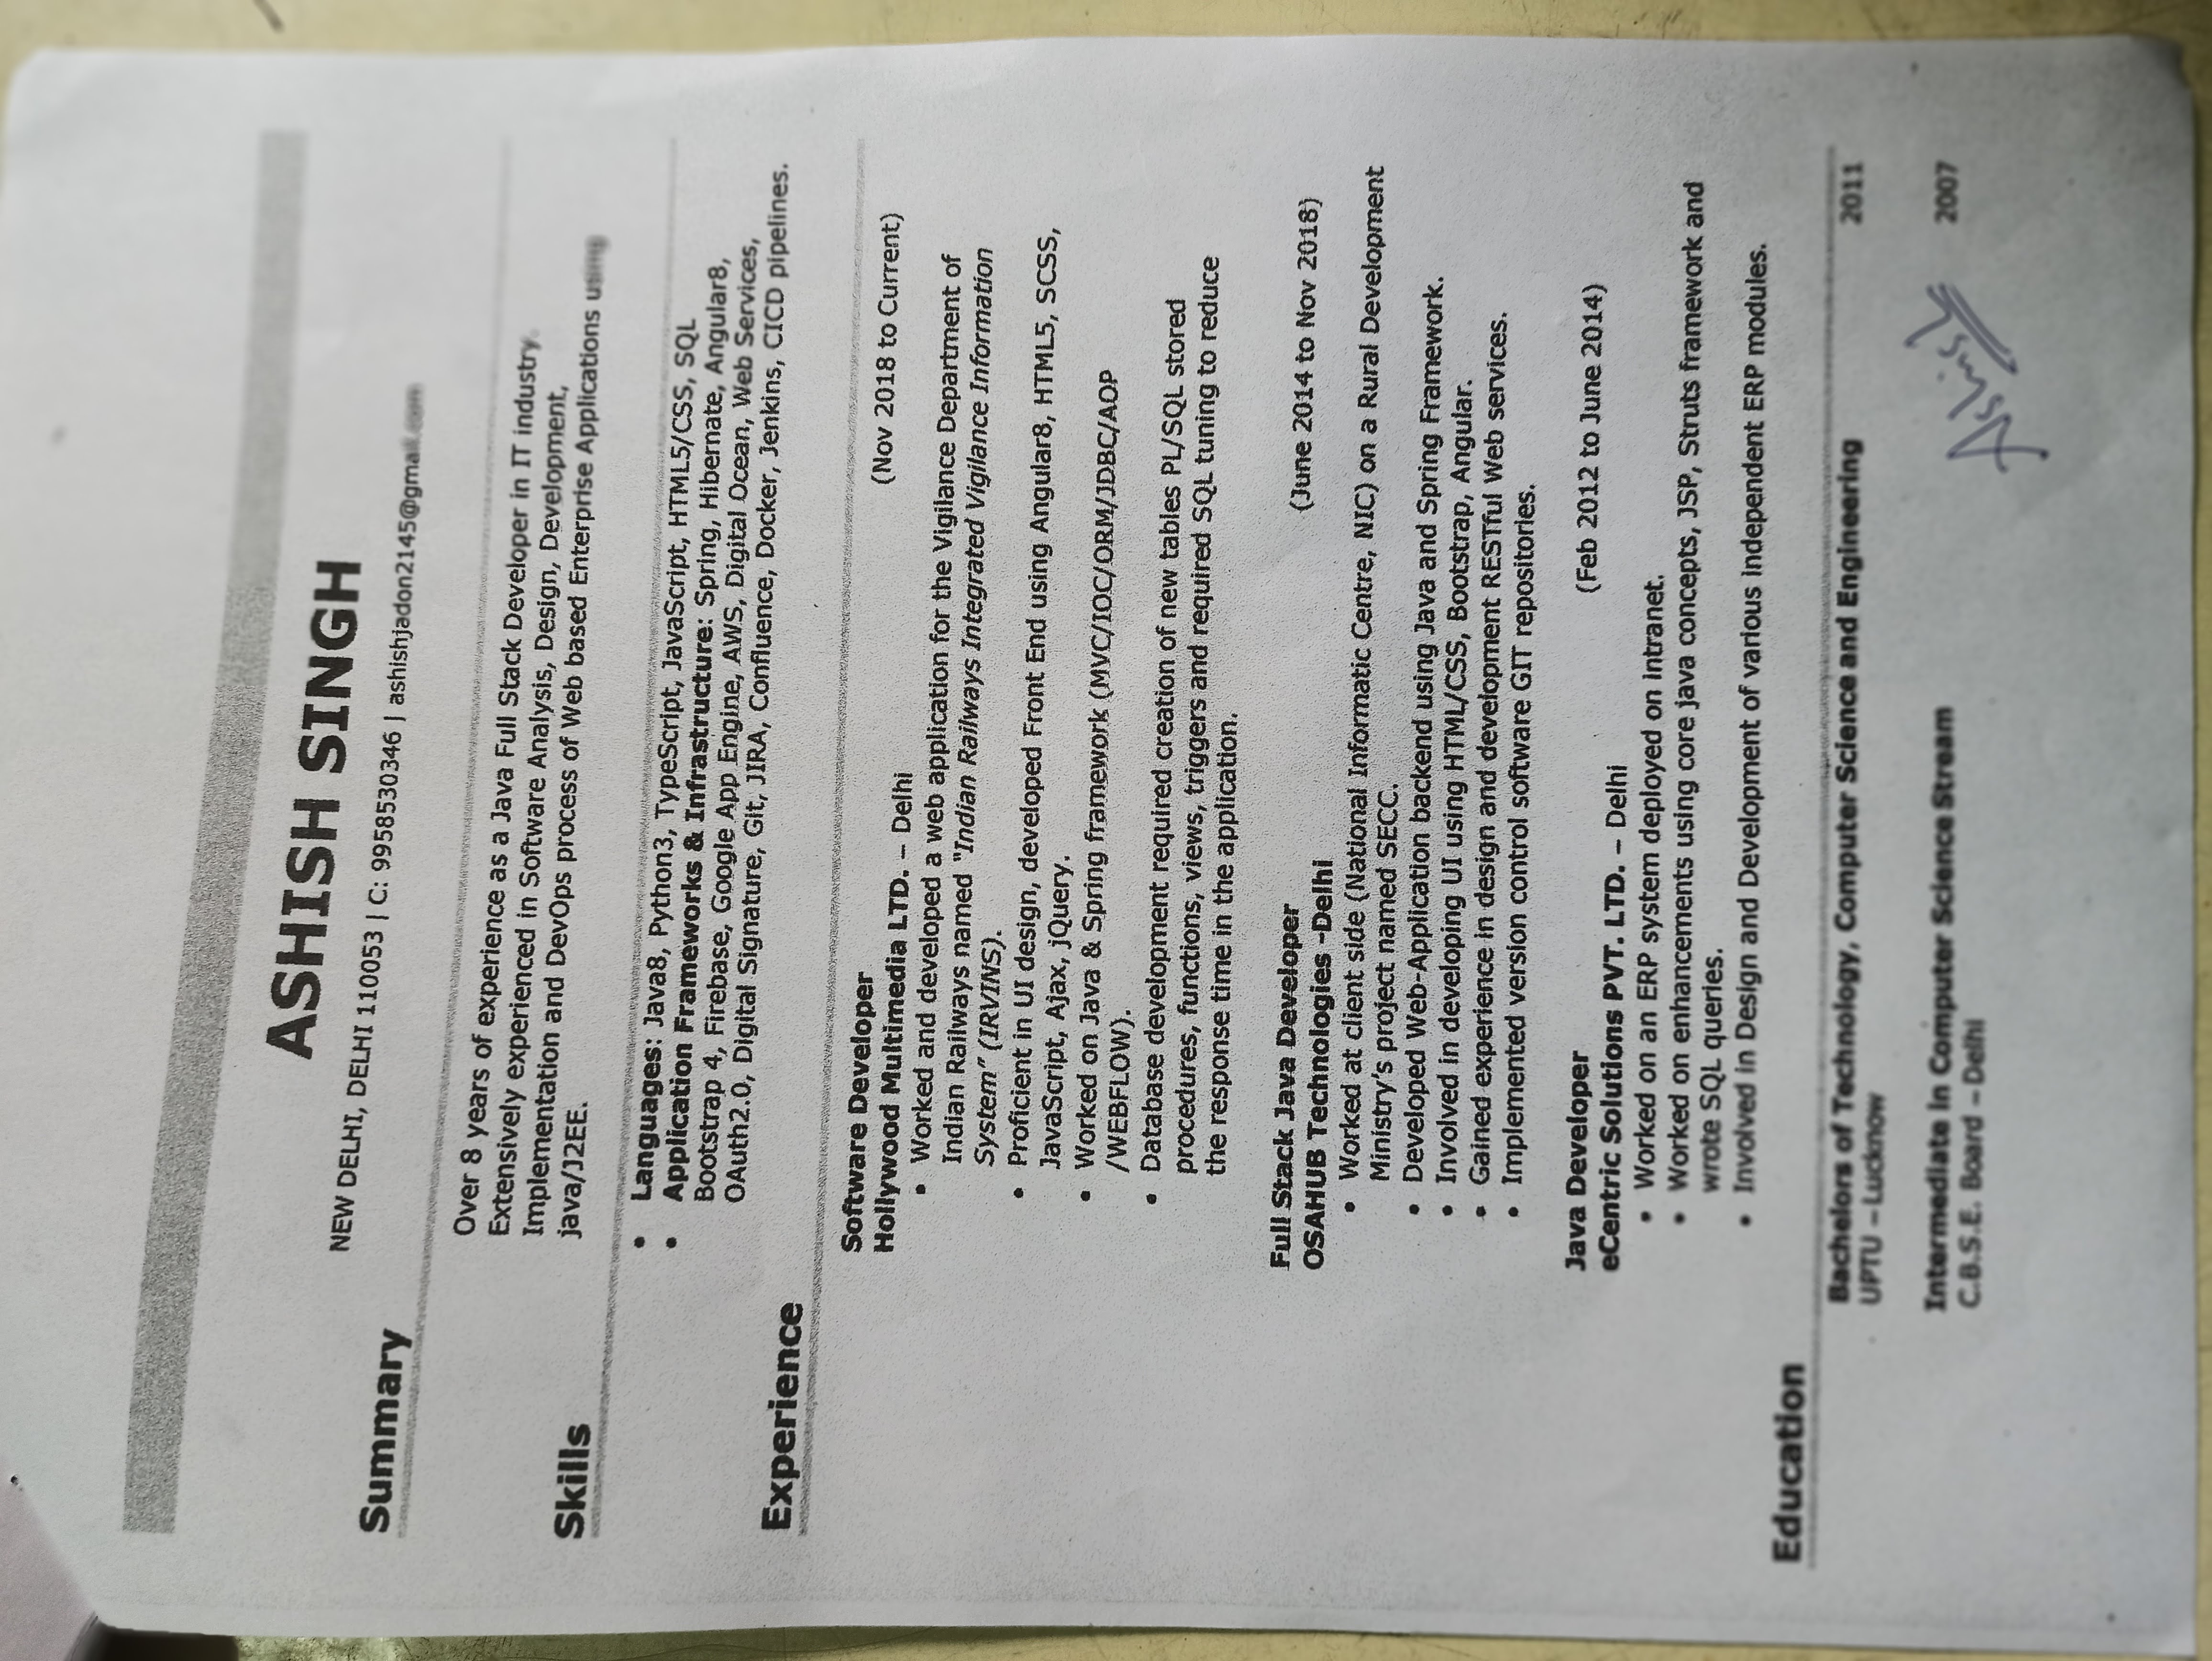 ASHISH SINGH
NEW DELHI, DELHI 110053 | C: 9958530346 | ashishjadon2145@gmail.com
Summary
Over 8 years of experience as a Java Full Stack Developer in IT industry.
Extensively experienced in Software Analysis, Design, Development,
Implementation and DevOps process of Web based Enterprise Applications using
java/J2EE.
Skills
• Languages: Java8, Python3, TypeScript, JavaScript, HTML5/CSS, SQL
• Application Frameworks & Infrastructure: Spring, Hibernate, Angular8,
Bootstrap 4, Firebase, Google App Engine, AWS, Digital Ocean, Web Services,
OAuth2.0, Digital Signature, Git, JIRA, Confluence, Docker, Jenkins, CICD pipelines.
Experience
Software Developer
Hollywood Multimedia LTD. – Delhi (Nov 2018 to Current)
• Worked and developed a web application for the Vigilance Department of
Indian Railways named "Indian Railways Integrated Vigilance Information
System" (IRVINS).
• Proficient in UI design, developed Front End using Angular8, HTML5, SCSS,
JavaScript, Ajax, jQuery.
• Worked on Java & Spring framework (MVC/IOC/ORM/JDBC/AOP
/WEBFLOW).
• Database development required creation of new tables PL/SQL stored
procedures, functions, views, triggers and required SQL tuning to reduce
the response time in the application.
Full Stack Java Developer
OSAHUB Technologies -Delhi (June 2014 to Nov 2018)
• Worked at client side (National Informatic Centre, NIC) on a Rural Development
Ministry's project named SECC.
• Developed Web-Application backend using Java and Spring Framework.
• Involved in developing UI using HTML/CSS, Bootstrap, Angular.
• Gained experience in design and development RESTful Web services.
• Implemented version control software GIT repositories.
Java Developer
eCentric Solutions PVT. LTD. – Delhi (Feb 2012 to June 2014)
• Worked on an ERP system deployed on intranet.
• Worked on enhancements using core java concepts, JSP, Struts framework and
wrote SQL queries.
• Involved in Design and Development of various independent ERP modules.
Education
Bachelors of Technology, Computer Science and Engineering 2011
UPTU – Lucknow
Intermediate in Computer Science Stream 2007
C.B.S.E. Board – Delhi
Ashish